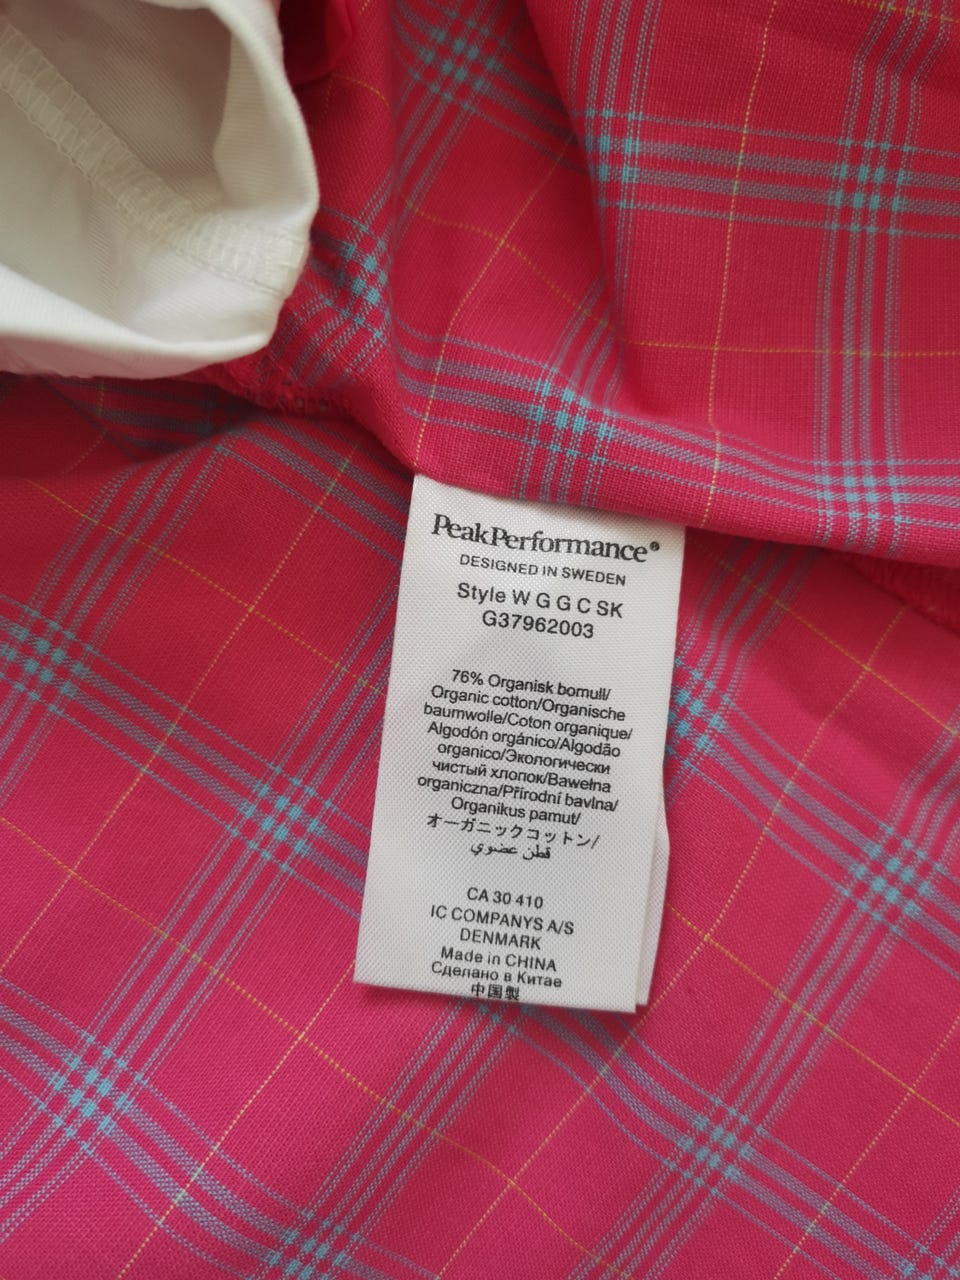 PeakPerformance®
DESIGNED IN SWEDEN
Style W G G C SK
G37962003
76% Organisk bomull/
Organic cotton/Organische
baumwolle/Coton organique/
Algodón orgánico/Algodão
organico/Экологически
чистый хлопок/Bawełna
organiczna/Přírodní bavlna/
Organikus pamut/
オーガニックコットン/
قطن عضوي
CA 30 410
IC COMPANYS A/S
DENMARK
Made in CHINA
Сделано в Китае
中国製